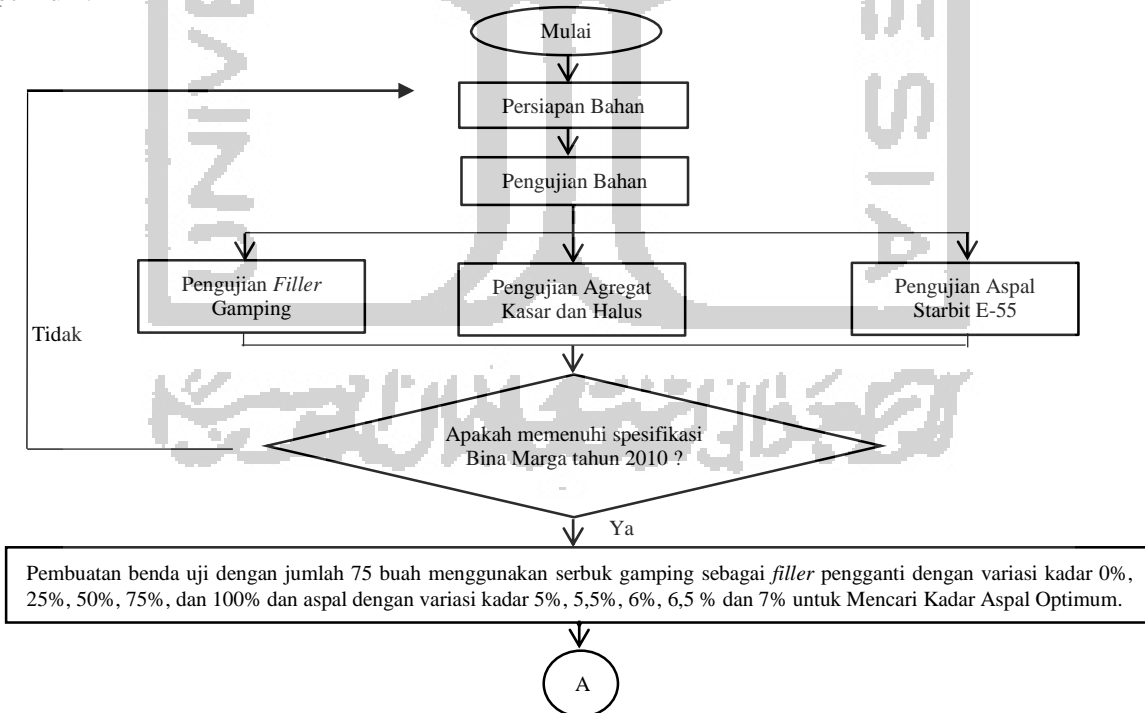 Mulai
Persiapan Bahan
Pengujian Bahan
Pengujian Filler
Gamping
Pengujian Agregat
Kasar dan Halus
Pengujian Aspal
Starbit E-55
Tidak
Apakah memenuhi spesifikasi
Bina Marga tahun 2010 ?
Ya
Pembuatan benda uji dengan jumlah 75 buah menggunakan serbuk gamping sebagai filler pengganti dengan variasi kadar 0%,
25%, 50%, 75%, dan 100% dan aspal dengan variasi kadar 5%, 5,5%, 6%, 6,5 % dan 7% untuk Mencari Kadar Aspal Optimum.
A